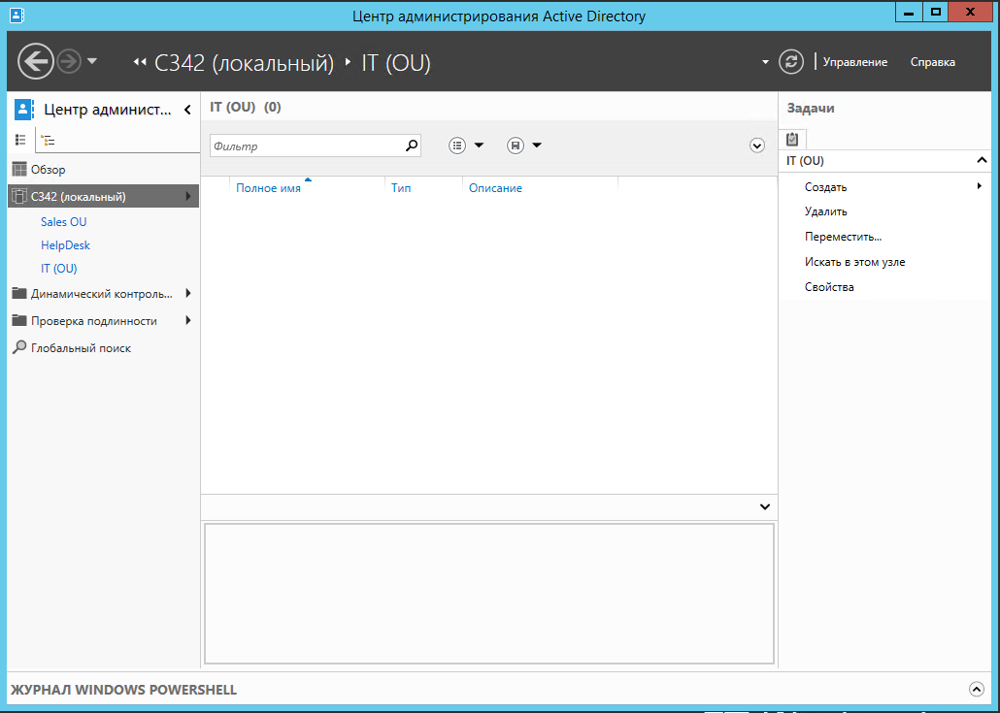 Центр администрирования Active Directory
C342 (локальный) IT (OU)
Управление
Справка
Центр админист...
Обзор
C342 (локальный)
Sales OU
HelpDesk
IT (OU)
Динамический контроль...
Проверка подлинности
Глобальный поиск
IT (OU) (0)
Фильтр
Полное имя Тип Описание
Задачи
IT (OU)
Создать
Удалить
Переместить...
Искать в этом узле
Свойства
ЖУРНАЛ WINDOWS POWERSHELL